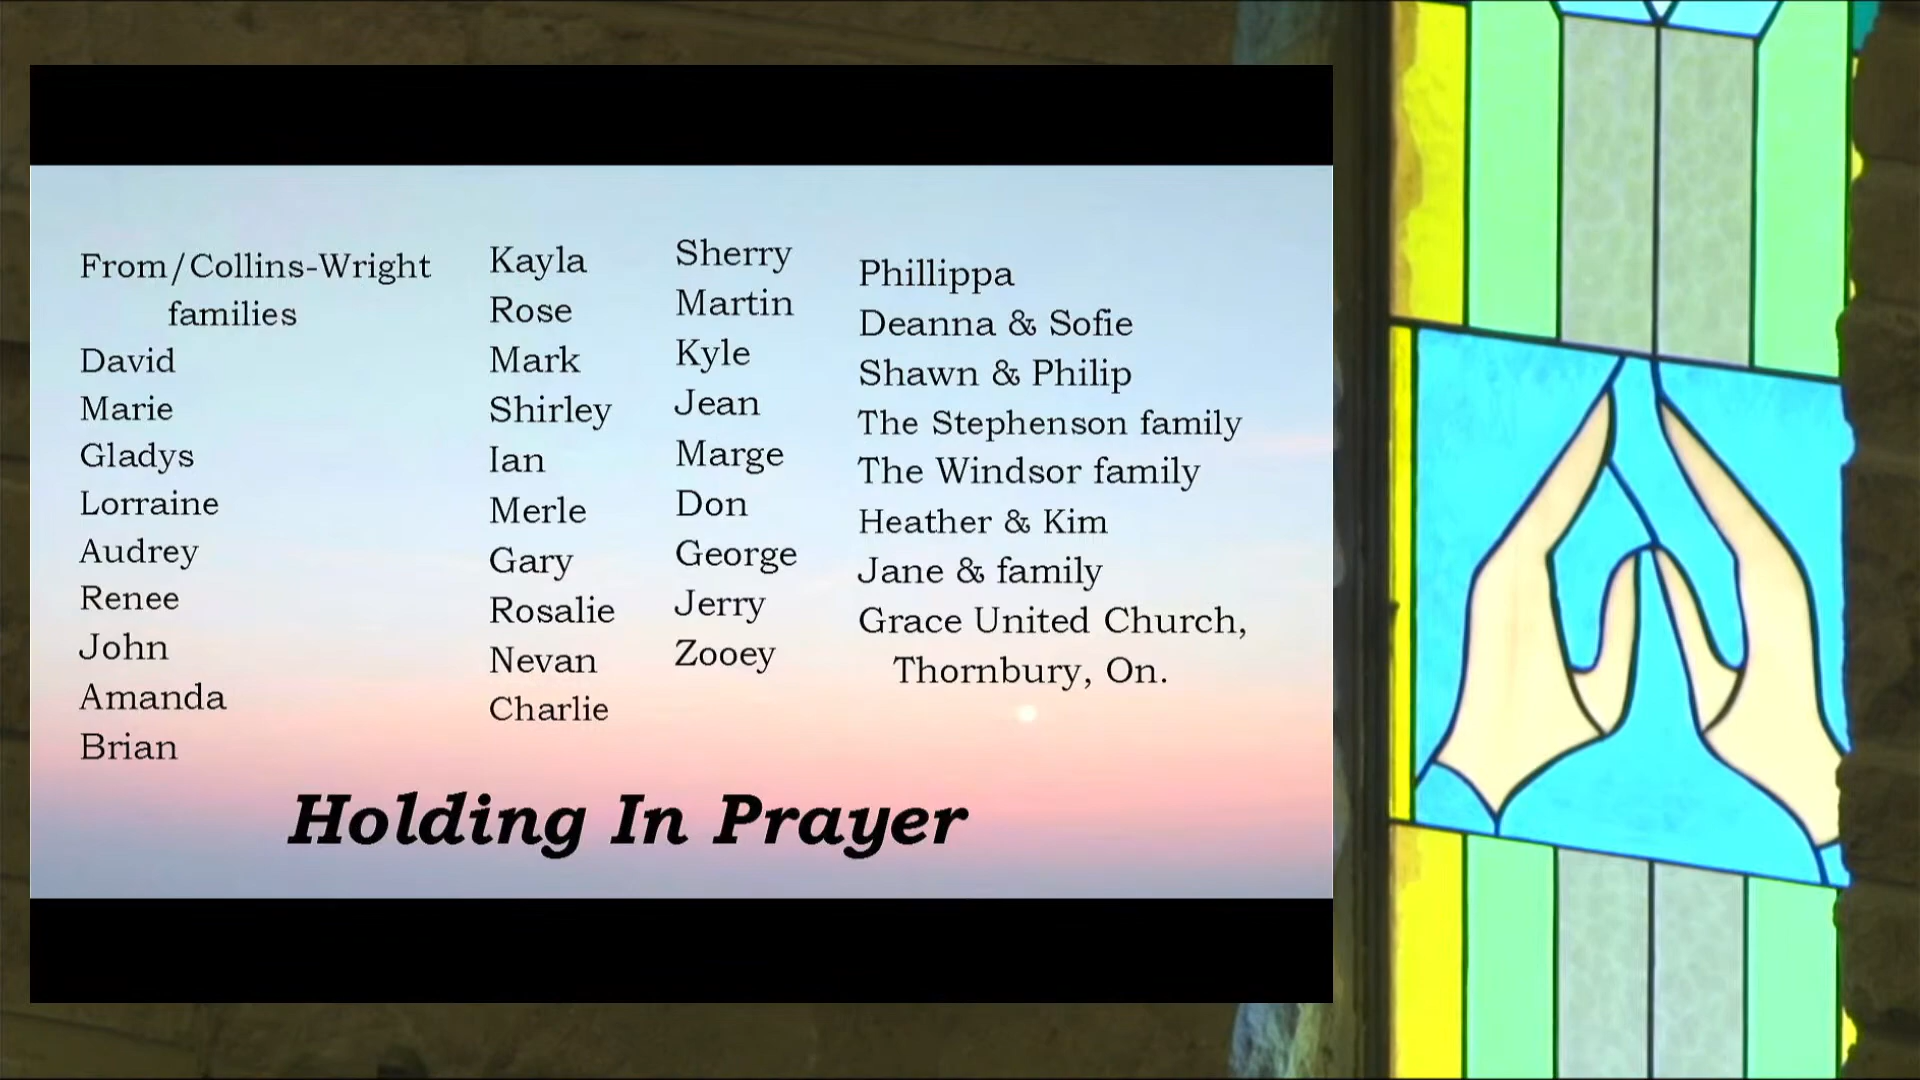 From/Collins-Wright
families
David
Marie
Gladys
Lorraine
Audrey
Renee
John
Amanda
Brian
Kayla
Rose
Mark
Shirley
Ian
Merle
Gary
Rosalie
Nevan
Charlie
Sherry
Martin
Kyle
Jean
Marge
Don
George
Jerry
Zooey
Phillippa
Deanna & Sofie
Shawn & Philip
The Stephenson family
The Windsor family
Heather & Kim
Jane & family
Grace United Church,
Thornbury, On.
Holding In Prayer